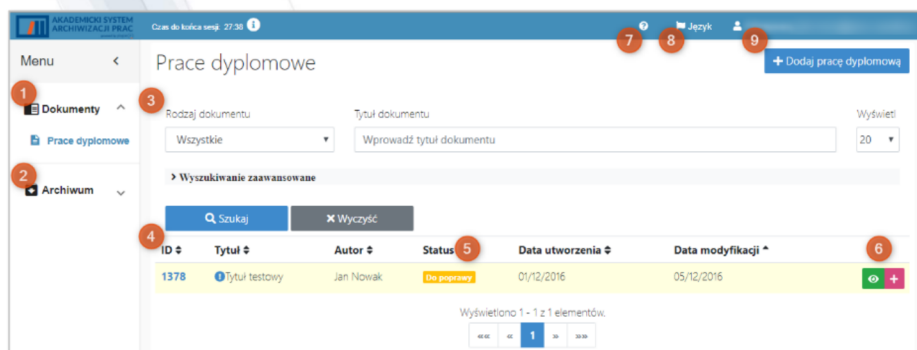 AKADEMICKI SYSTEM
ARCHIWIZACJI PRAC
Czas do końca sesji: 27:38
7
8 Język
9
Menu
Prace dyplomowe
+ Dodaj pracę dyplomową
1
Dokumenty
Prace dyplomowe
2
Archiwum
3
Rodzaj dokumentu Tytuł dokumentu Wyświetl
Wszystkie Wprowadź tytuł dokumentu 20
Wyszukiwanie zaawansowane
Szukaj Wyczyść
4 5 6
ID Tytuł Autor Status Data utworzenia Data modyfikacji
1378 Tytuł testowy Jan Nowak Do poprawy 01/12/2016 05/12/2016
Wyświetlono 1 - 1 z 1 elementów.
«« « 1 » »»